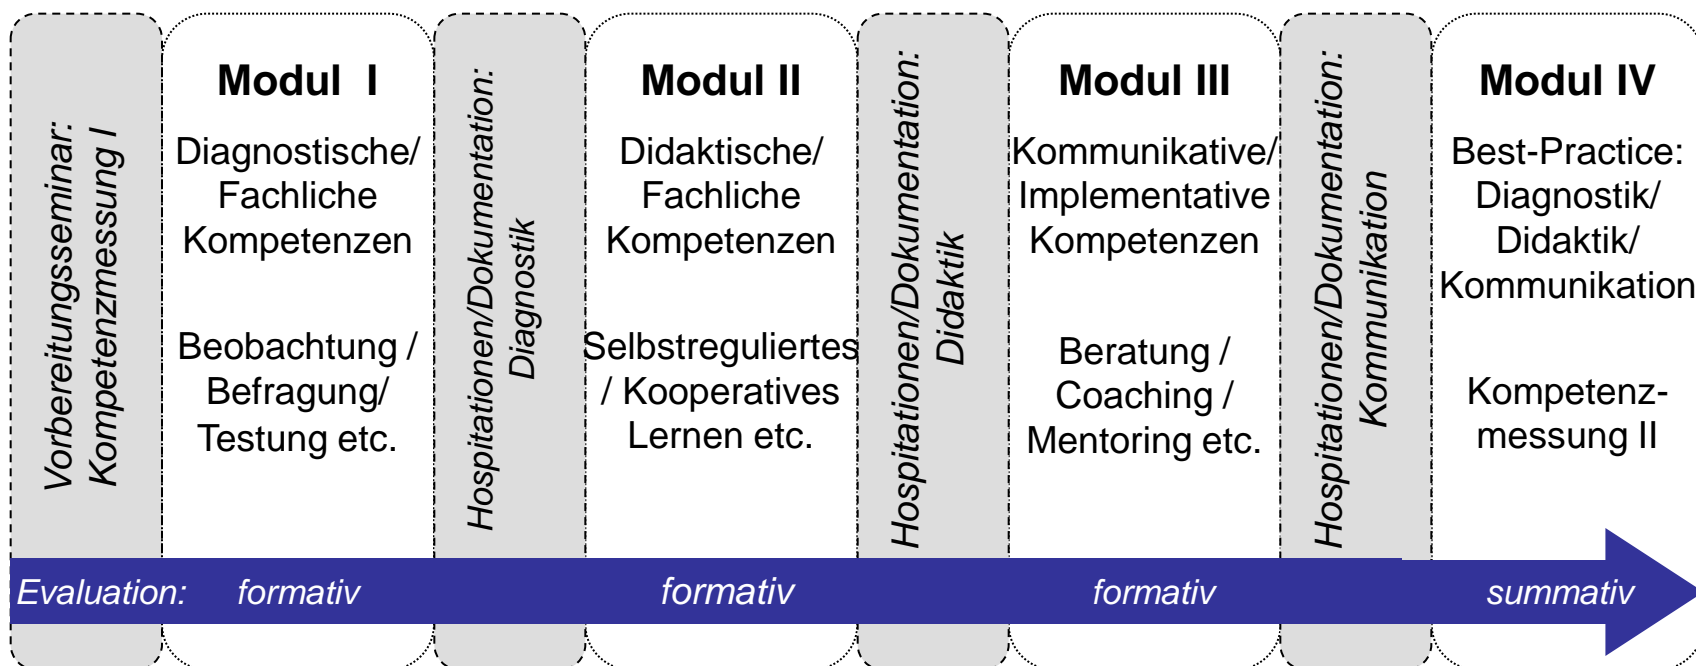 Vorbereitungsseminar:
Kompetenzmessung I
Modul I
Diagnostische/
Fachliche
Kompetenzen
Beobachtung /
Befragung/
Testung etc.
Hospitationen/Dokumentation:
Diagnostik
Modul II
Didaktische/
Fachliche
Kompetenzen
Selbstreguliertes
/ Kooperatives
Lernen etc.
Hospitationen/Dokumentation:
Didaktik
Modul III
Kommunikative/
Implementative
Kompetenzen
Beratung /
Coaching /
Mentoring etc.
Hospitationen/Dokumentation:
Kommunikation
Modul IV
Best-Practice:
Diagnostik/
Didaktik/
Kommunikation
Kompetenz-
messung II
Evaluation: formativ formativ formativ summativ